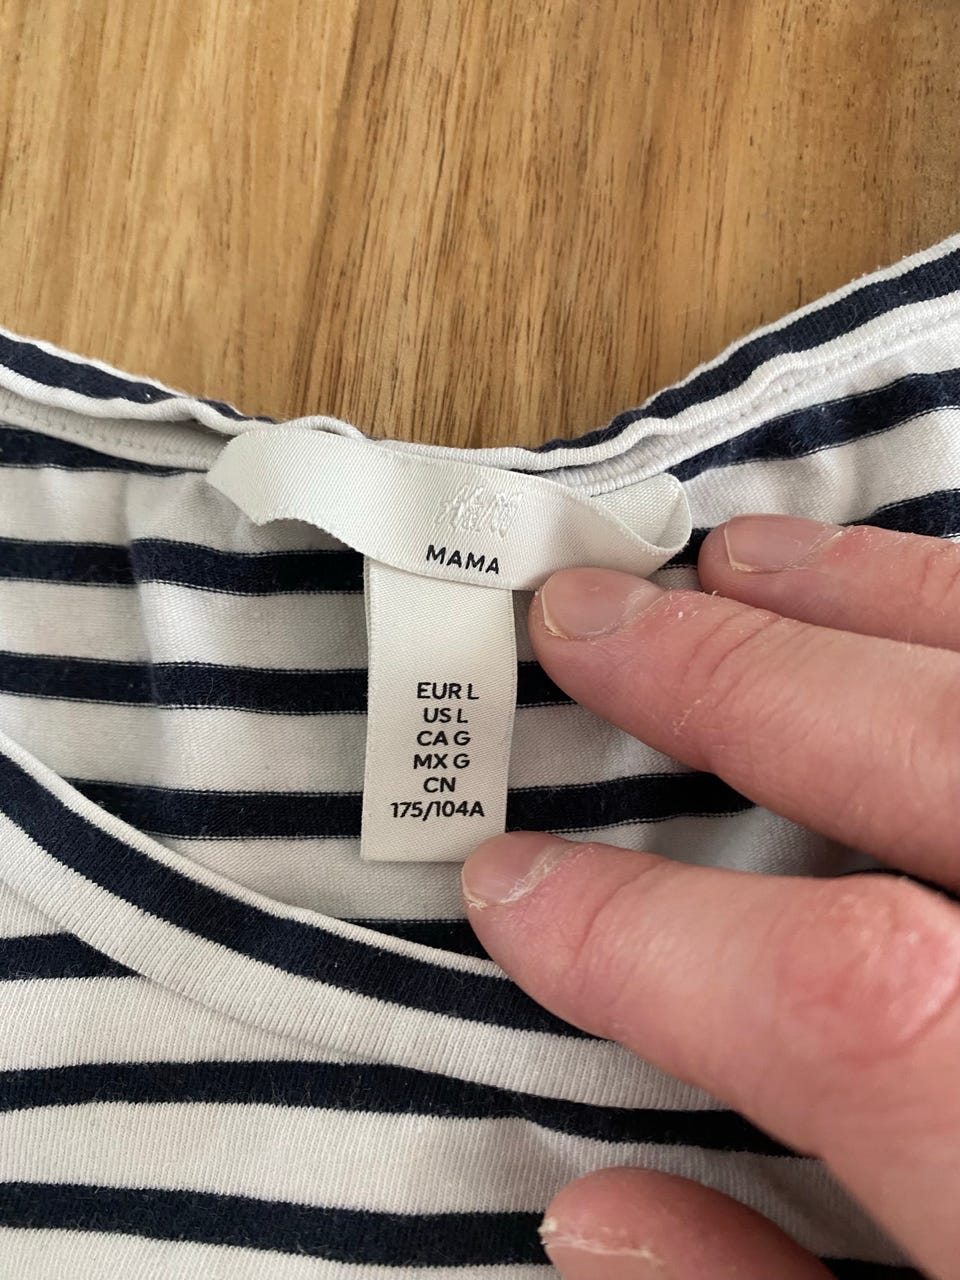 H&M
MAMA
EUR L
US L
CA G
MX G
CN
175/104A